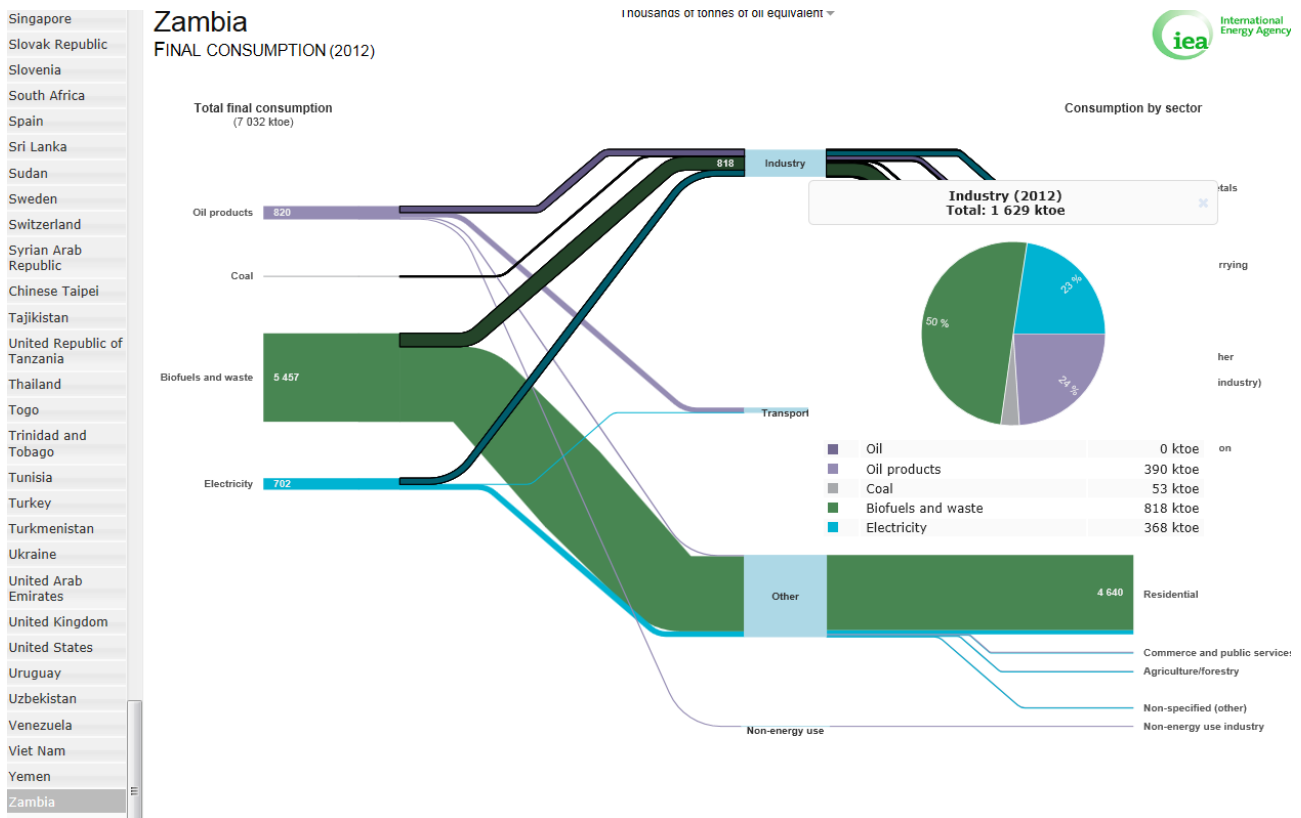 Singapore
Slovak Republic
Slovenia
South Africa
Spain
Sri Lanka
Sudan
Sweden
Switzerland
Syrian Arab
Republic
Chinese Taipei
Tajikistan
United Republic of
Tanzania
Thailand
Togo
Trinidad and
Tobago
Tunisia
Turkey
Turkmenistan
Ukraine
United Arab
Emirates
United Kingdom
United States
Uruguay
Uzbekistan
Venezuela
Viet Nam
Yemen
Zambia
Zambia
FINAL CONSUMPTION (2012)
Thousands of tonnes of oil equivalent
iea
International
Energy Agency
Total final consumption
(7 032 ktoe)
Consumption by sector
Oil products
820
Coal
Biofuels and waste
5 457
Electricity
702
818
Industry
Transport
Other
Non-energy use
Industry (2012)
Total: 1 629 ktoe
etals
rrying
her
industry)
on
23 %
50 %
24 %
Oil 0 ktoe
Oil products 390 ktoe
Coal 53 ktoe
Biofuels and waste 818 ktoe
Electricity 368 ktoe
4 640
Residential
Commerce and public services
Agriculture/forestry
Non-specified (other)
Non-energy use industry